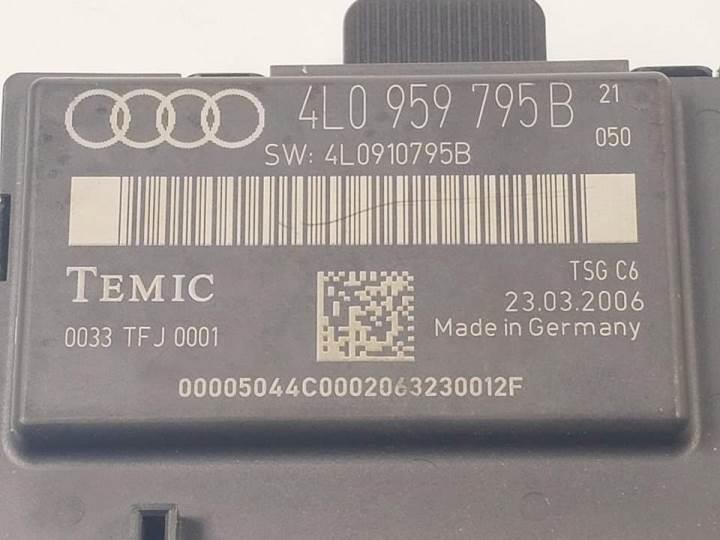 4L0 959 795 B 21
050
SW: 4L0910795B
TEMIC
TSG C6
23.03.2006
0033 TFJ 0001
Made in Germany
00005044C0002063230012F